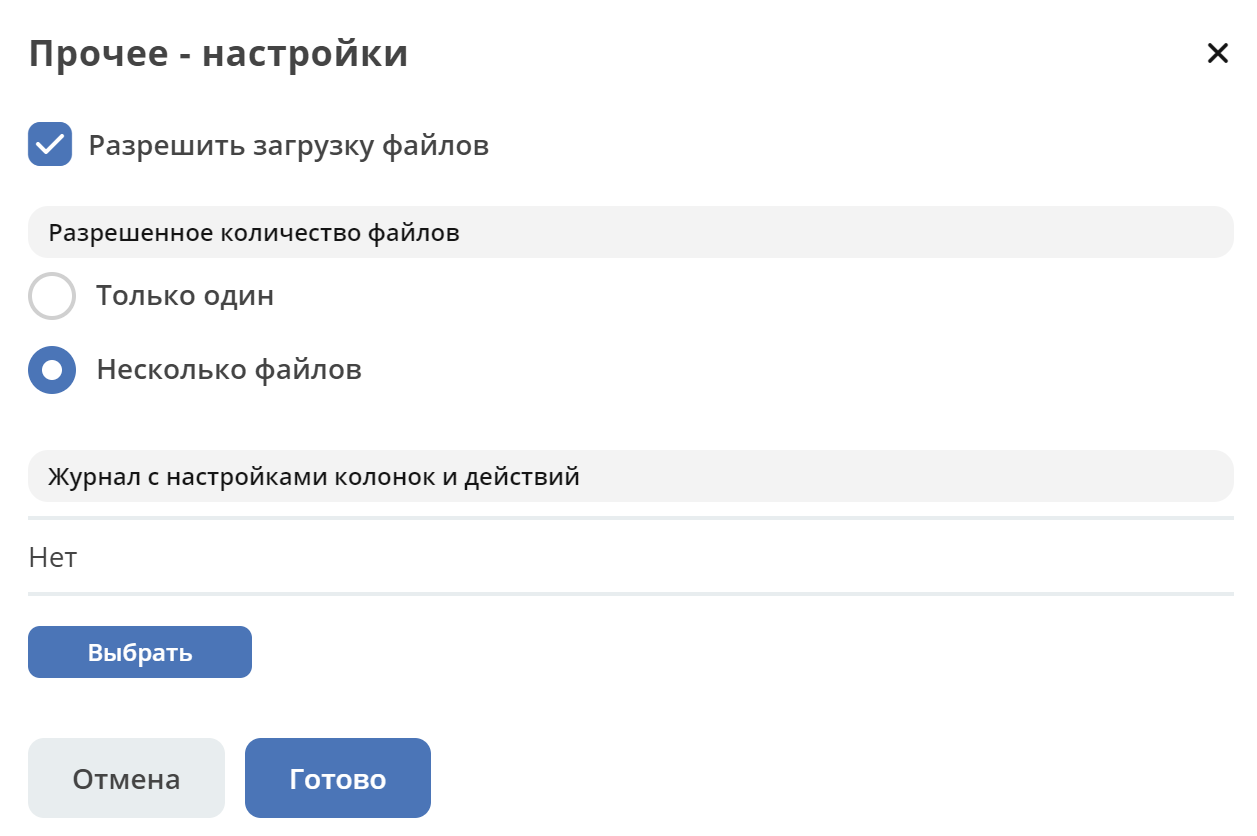 Прочее - настройки
Разрешить загрузку файлов
Разрешенное количество файлов
Только один
Несколько файлов
Журнал с настройками колонок и действий
Нет
Выбрать
Отмена
Готово